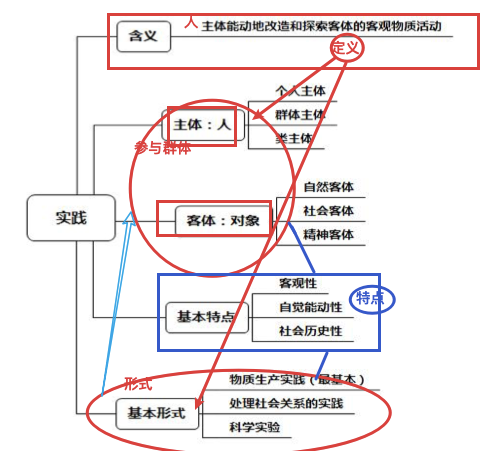 含义
人 主体能动地改造和探索客体的客观物质活动
定义
个人主体
主体：人
群体主体
类主体
参与群体
自然客体
实践
客体：对象
社会客体
精神客体
客观性
特点
基本特点
自觉能动性
社会历史性
形式
物质生产实践（最基本）
基本形式
处理社会关系的实践
科学实验